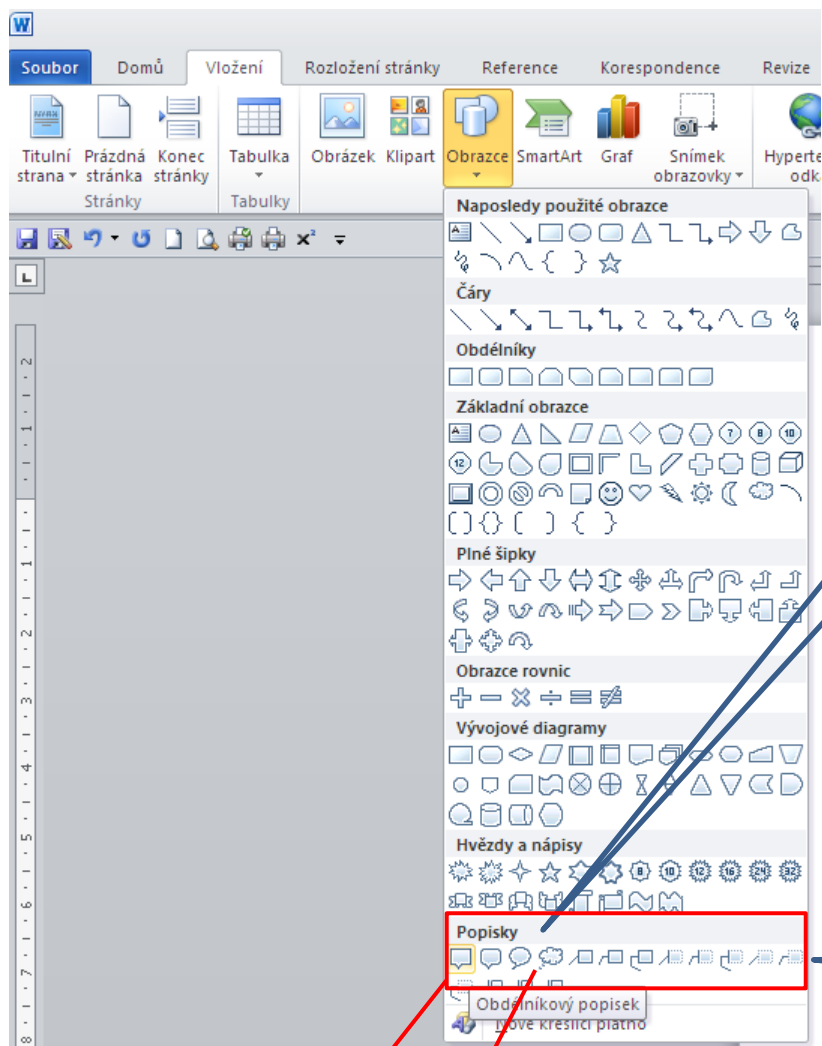 W
Soubor Domů Vložení Rozložení stránky Reference Korespondence Revize
Titulní strana Prázdná stránka Konec stránky Tabulka Obrázek Klipart Obrazce SmartArt Graf Snímek obrazovky
Stránky Tabulky
Naposledy použité obrazce
Čáry
Obdélníky
Základní obrazce
Plné šipky
Obrazce rovnic
Vývojové diagramy
Hvězdy a nápisy
Popisky
Obdélníkový popisek
Nové kreslicí plátno